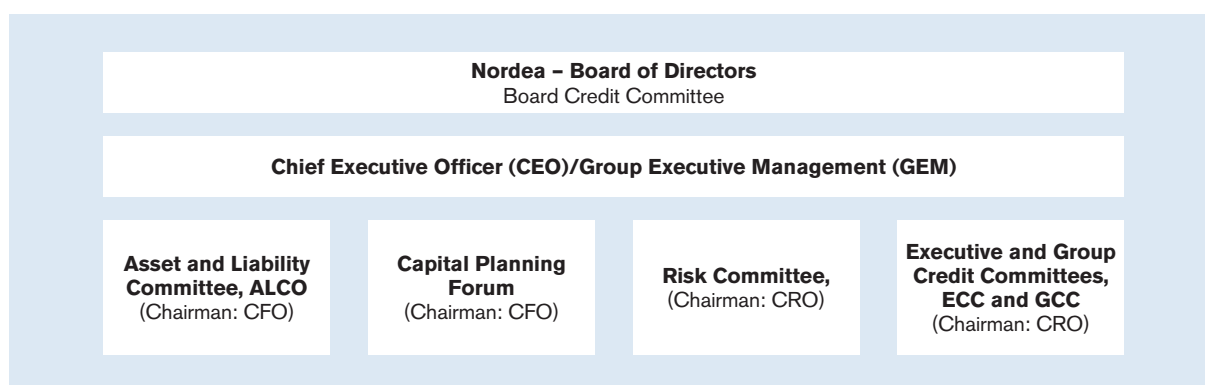 Nordea – Board of Directors
Board Credit Committee
Chief Executive Officer (CEO)/Group Executive Management (GEM)
Asset and Liability
Committee, ALCO
(Chairman: CFO)
Capital Planning
Forum
(Chairman: CFO)
Risk Committee,
(Chairman: CRO)
Executive and Group
Credit Committees,
ECC and GCC
(Chairman: CRO)